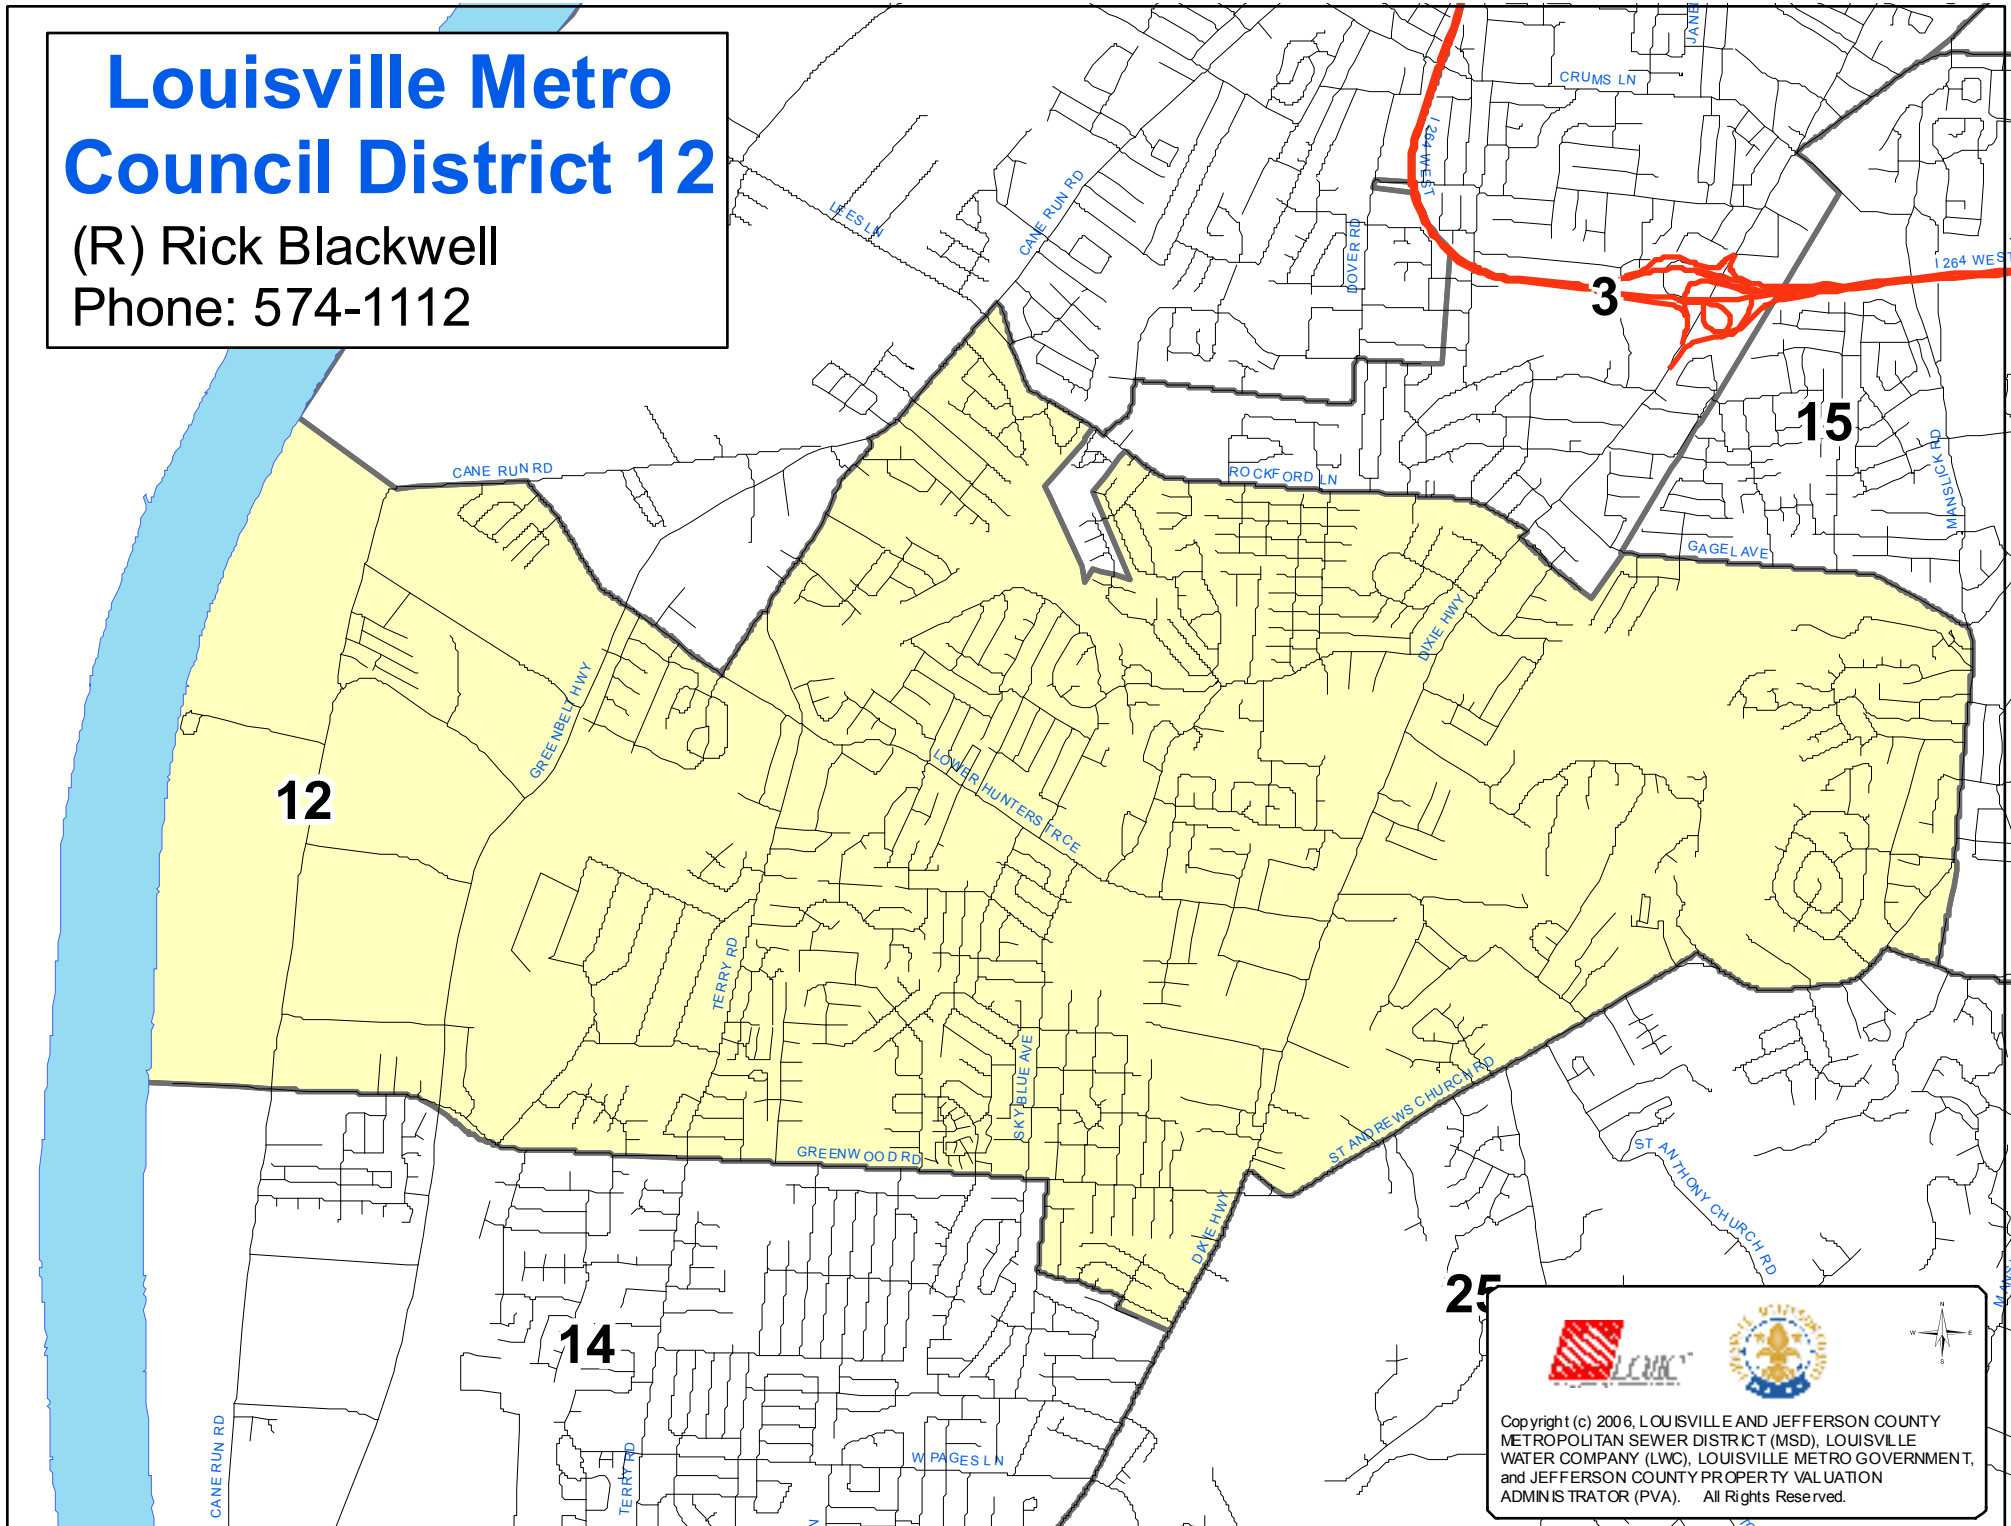 Louisville Metro
Council District 12
(R) Rick Blackwell
Phone: 574-1112
JANE
CRUMS LN
I 264 WEST
CANE RUN RD
LEES LN
DOVER RD
I 264 WEST
3
15
MANSLICK RD
CANE RUN RD
ROCKFORD LN
GAGEL AVE
DIXIE HWY
GREENBELT HWY
LOWER HUNTERS TRCE
12
TERRY RD
SKY BLUE AVE
ST ANDREWS CHURCH RD
GREENWOOD RD
ST ANTHONY CHURCH RD
DIXIE HWY
25
14
CANE RUN RD
TERRY RD
W PAGES LN
N
W E
S
LOJIC
Copyright (c) 2006, LOUISVILLE AND JEFFERSON COUNTY
METROPOLITAN SEWER DISTRICT (MSD), LOUISVILLE
WATER COMPANY (LWC), LOUISVILLE METRO GOVERNMENT,
and JEFFERSON COUNTY PROPERTY VALUATION
ADMINISTRATOR (PVA). All Rights Reserved.